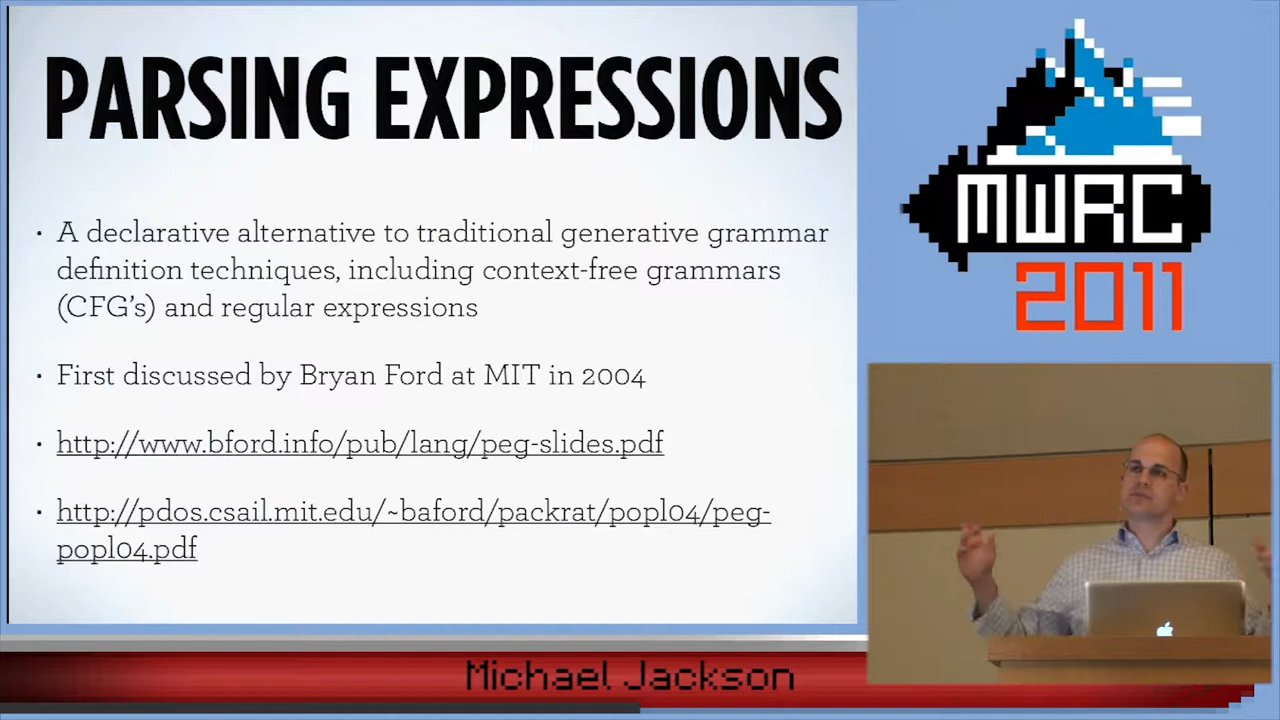 PARSING EXPRESSIONS
• A declarative alternative to traditional generative grammar
definition techniques, including context-free grammars
(CFG's) and regular expressions
• First discussed by Bryan Ford at MIT in 2004
• http://www.bford.info/pub/lang/peg-slides.pdf
• http://pdos.csail.mit.edu/~baford/packrat/popl04/peg-
popl04.pdf
MWRC
2011
Michael Jackson